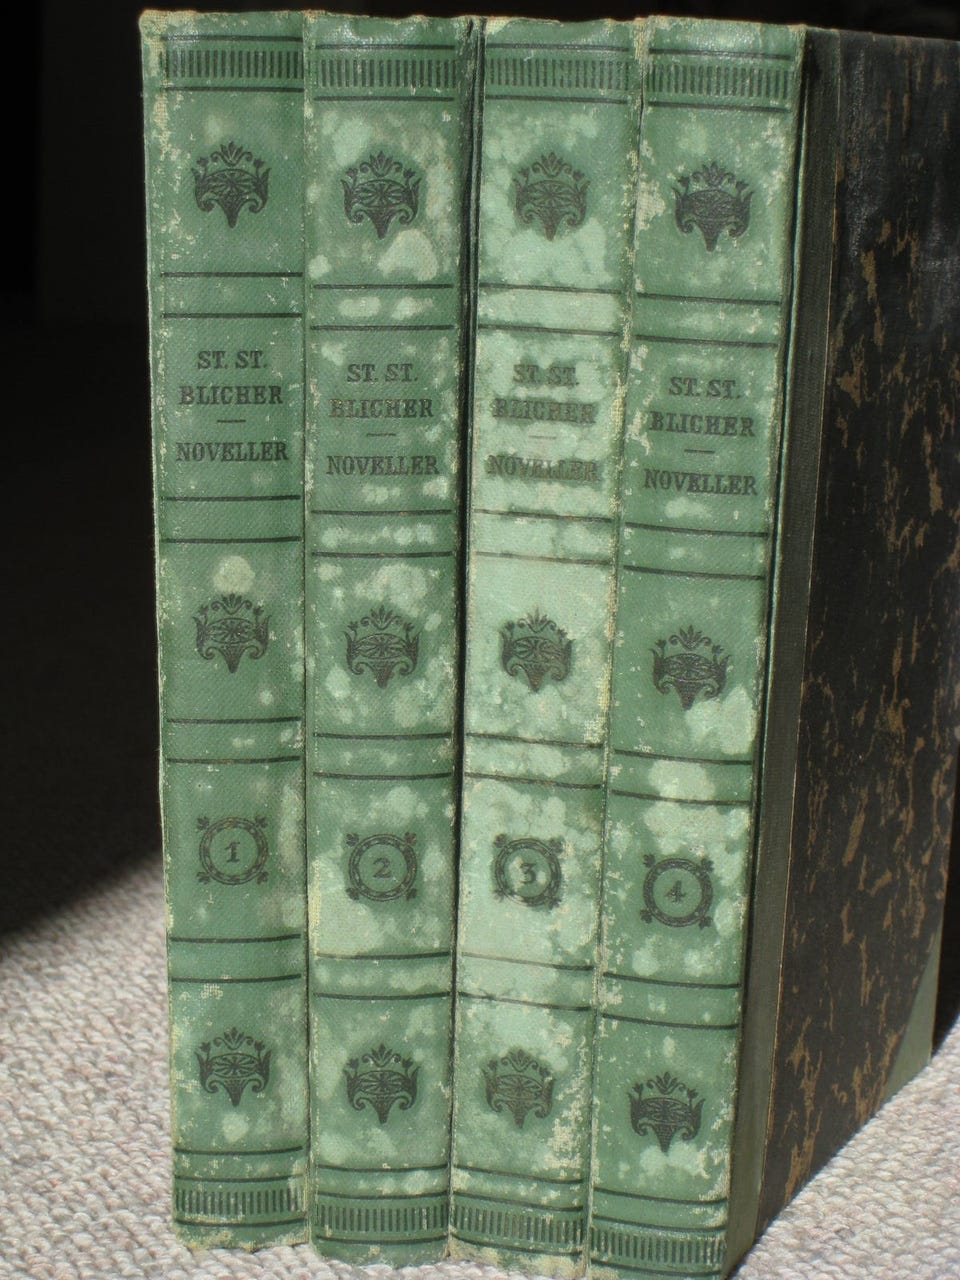 ST. ST.
BLICHER
NOVELLER
1
ST. ST.
BLICHER
NOVELLER
2
ST. ST.
BLICHER
NOVELLER
3
ST. ST.
BLICHER
NOVELLER
4